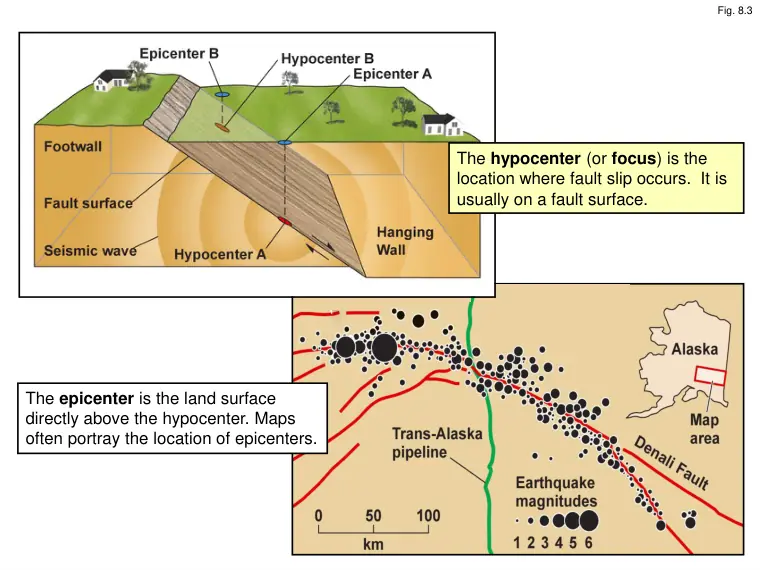 Fig. 8.3
Epicenter B
Hypocenter B
Epicenter A
Footwall
Fault surface
Seismic wave
Hypocenter A
Hanging
Wall
The hypocenter (or focus) is the
location where fault slip occurs.  It is
usually on a fault surface.
The epicenter is the land surface
directly above the hypocenter. Maps
often portray the location of epicenters.
Alaska
Map
area
Trans-Alaska
pipeline
Denali Fault
Earthquake
magnitudes
1 2 3 4 5 6
0 50 100
km